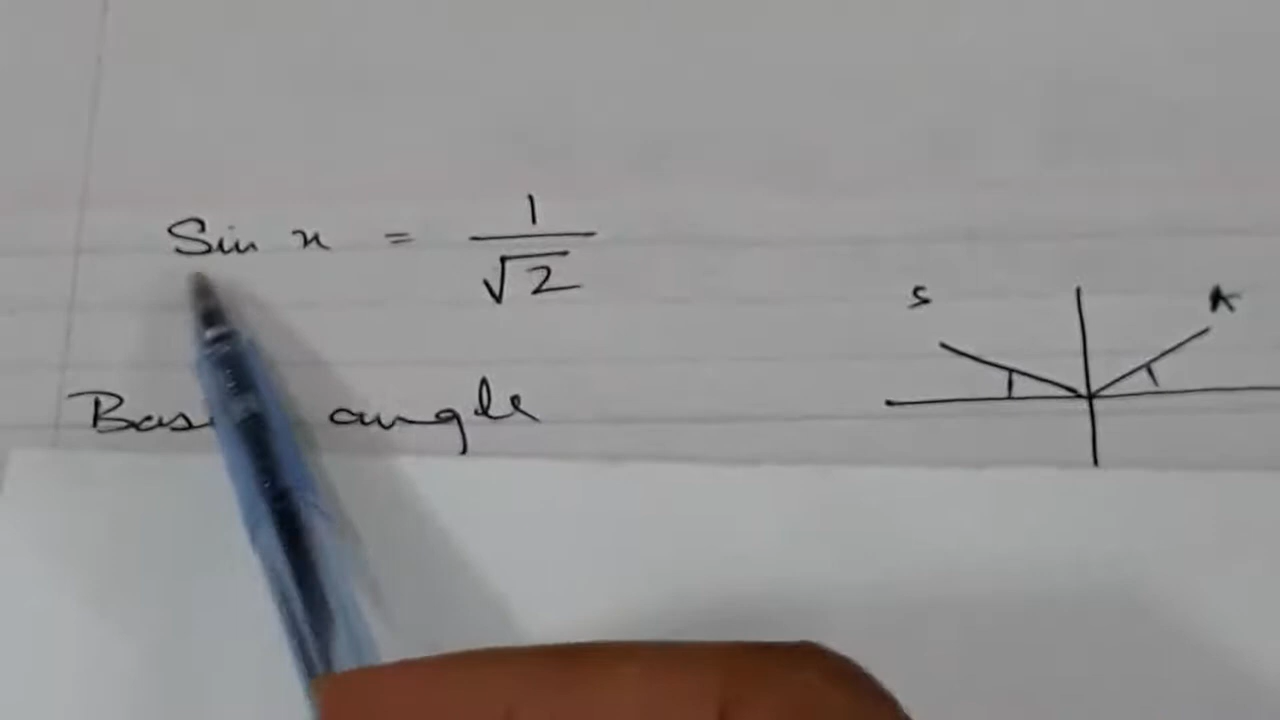 Sin x = 1/√2
S A
angle